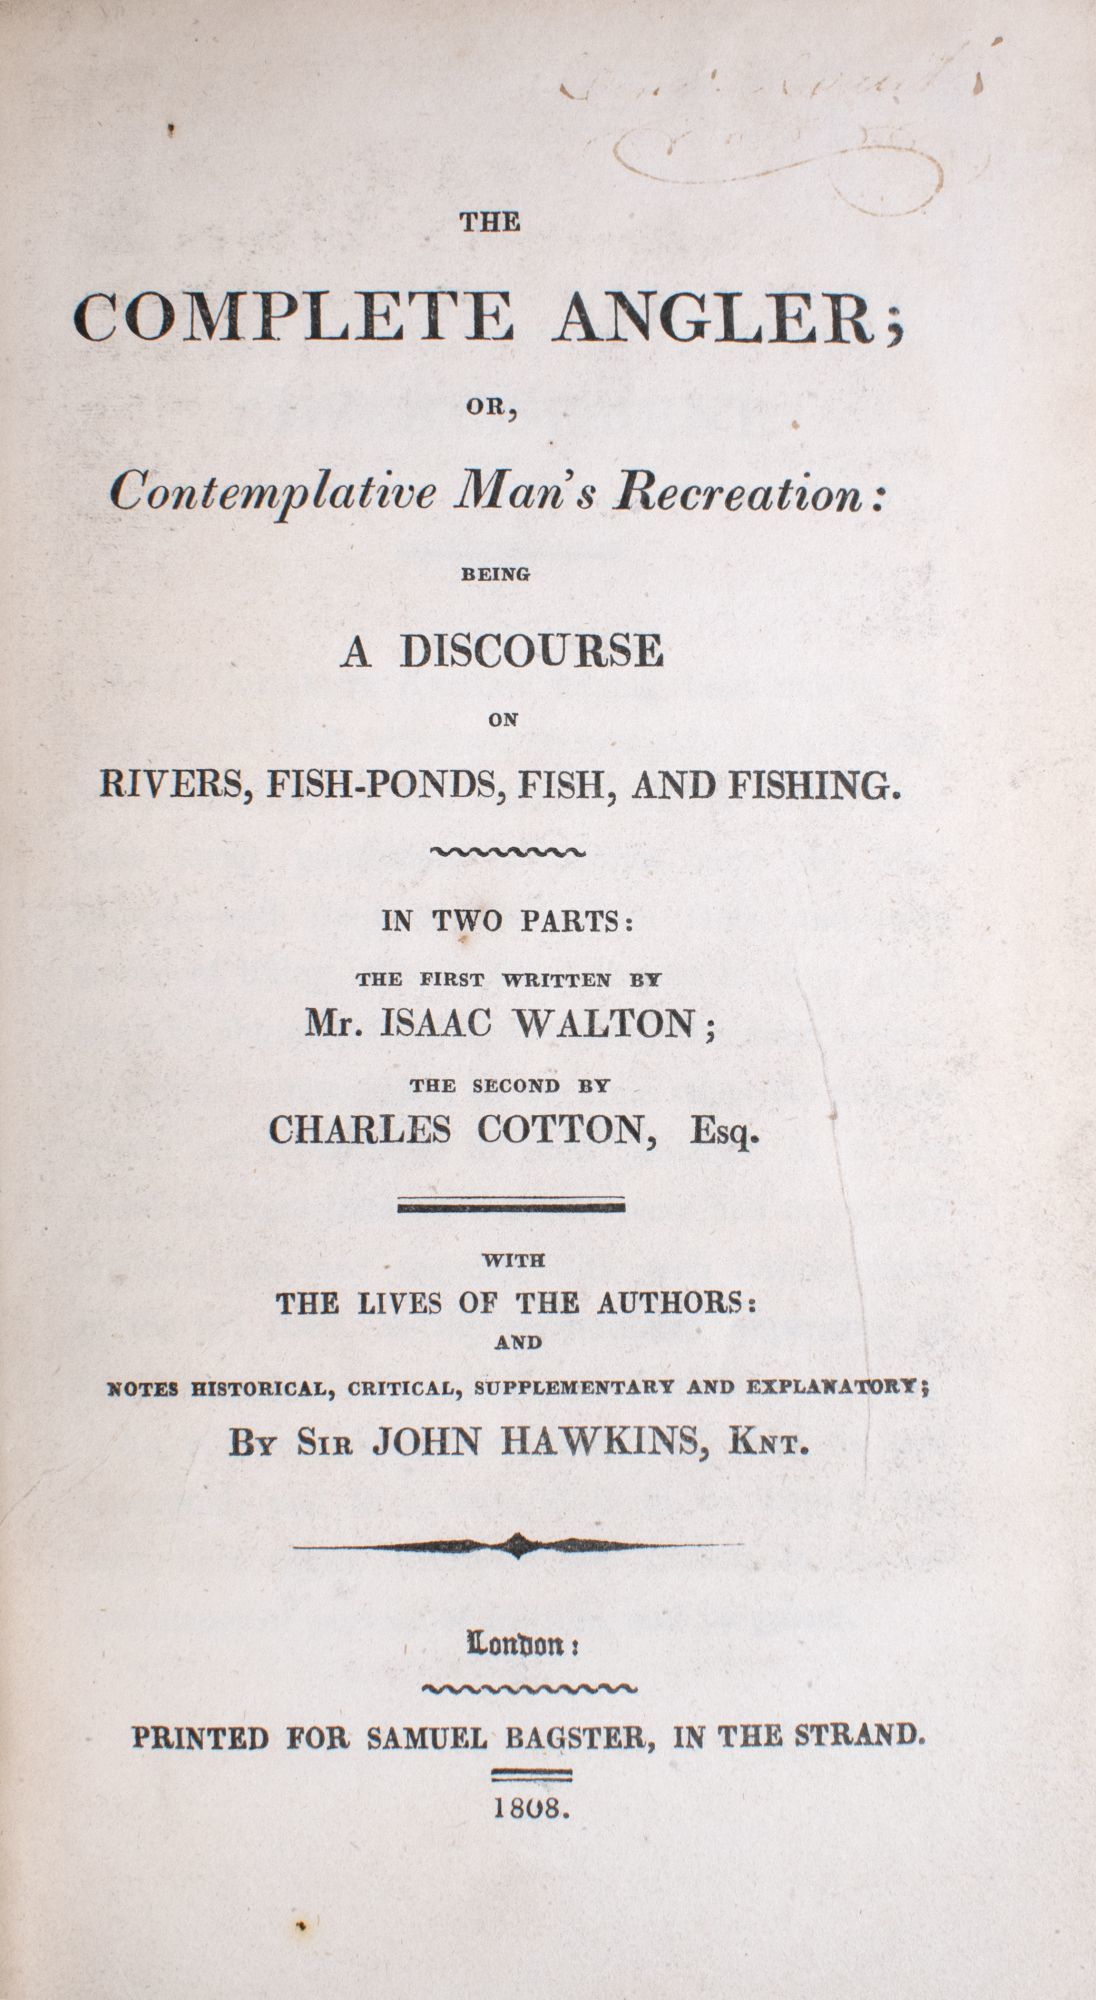 THE
COMPLETE ANGLER;
OR,
Contemplative Man's Recreation:
BEING
A DISCOURSE
ON
RIVERS, FISH-PONDS, FISH, AND FISHING.
IN TWO PARTS:
THE FIRST WRITTEN BY
Mr. ISAAC WALTON;
THE SECOND BY
CHARLES COTTON, Esq.
WITH
THE LIVES OF THE AUTHORS:
AND
NOTES HISTORICAL, CRITICAL, SUPPLEMENTARY AND EXPLANATORY;
By Sir JOHN HAWKINS, Knt.
London:
PRINTED FOR SAMUEL BAGSTER, IN THE STRAND.
1808.